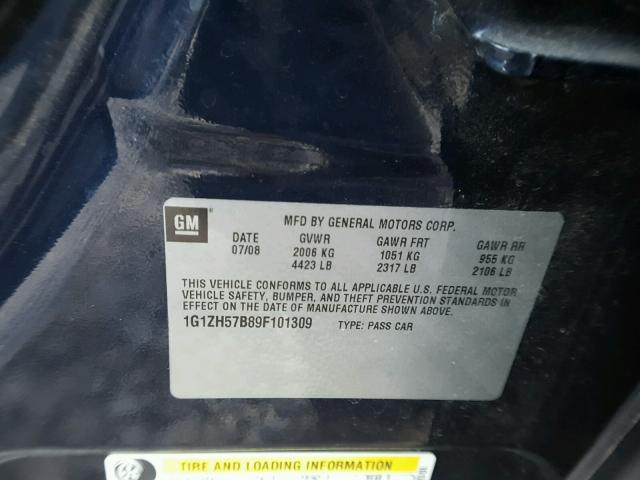 GM
MFD BY GENERAL MOTORS CORP.
DATE GVWR GAWR FRT GAWR RR
07/08 2006 KG 1051 KG 955 KG
4423 LB 2317 LB 2106 LB
THIS VEHICLE CONFORMS TO ALL APPLICABLE U.S. FEDERAL MOTOR
VEHICLE SAFETY, BUMPER, AND THEFT PREVENTION STANDARDS IN
EFFECT ON THE DATE OF MANUFACTURE SHOWN ABOVE.
1G1ZH57B89F101309 TYPE: PASS CAR
TIRE AND LOADING INFORMATION